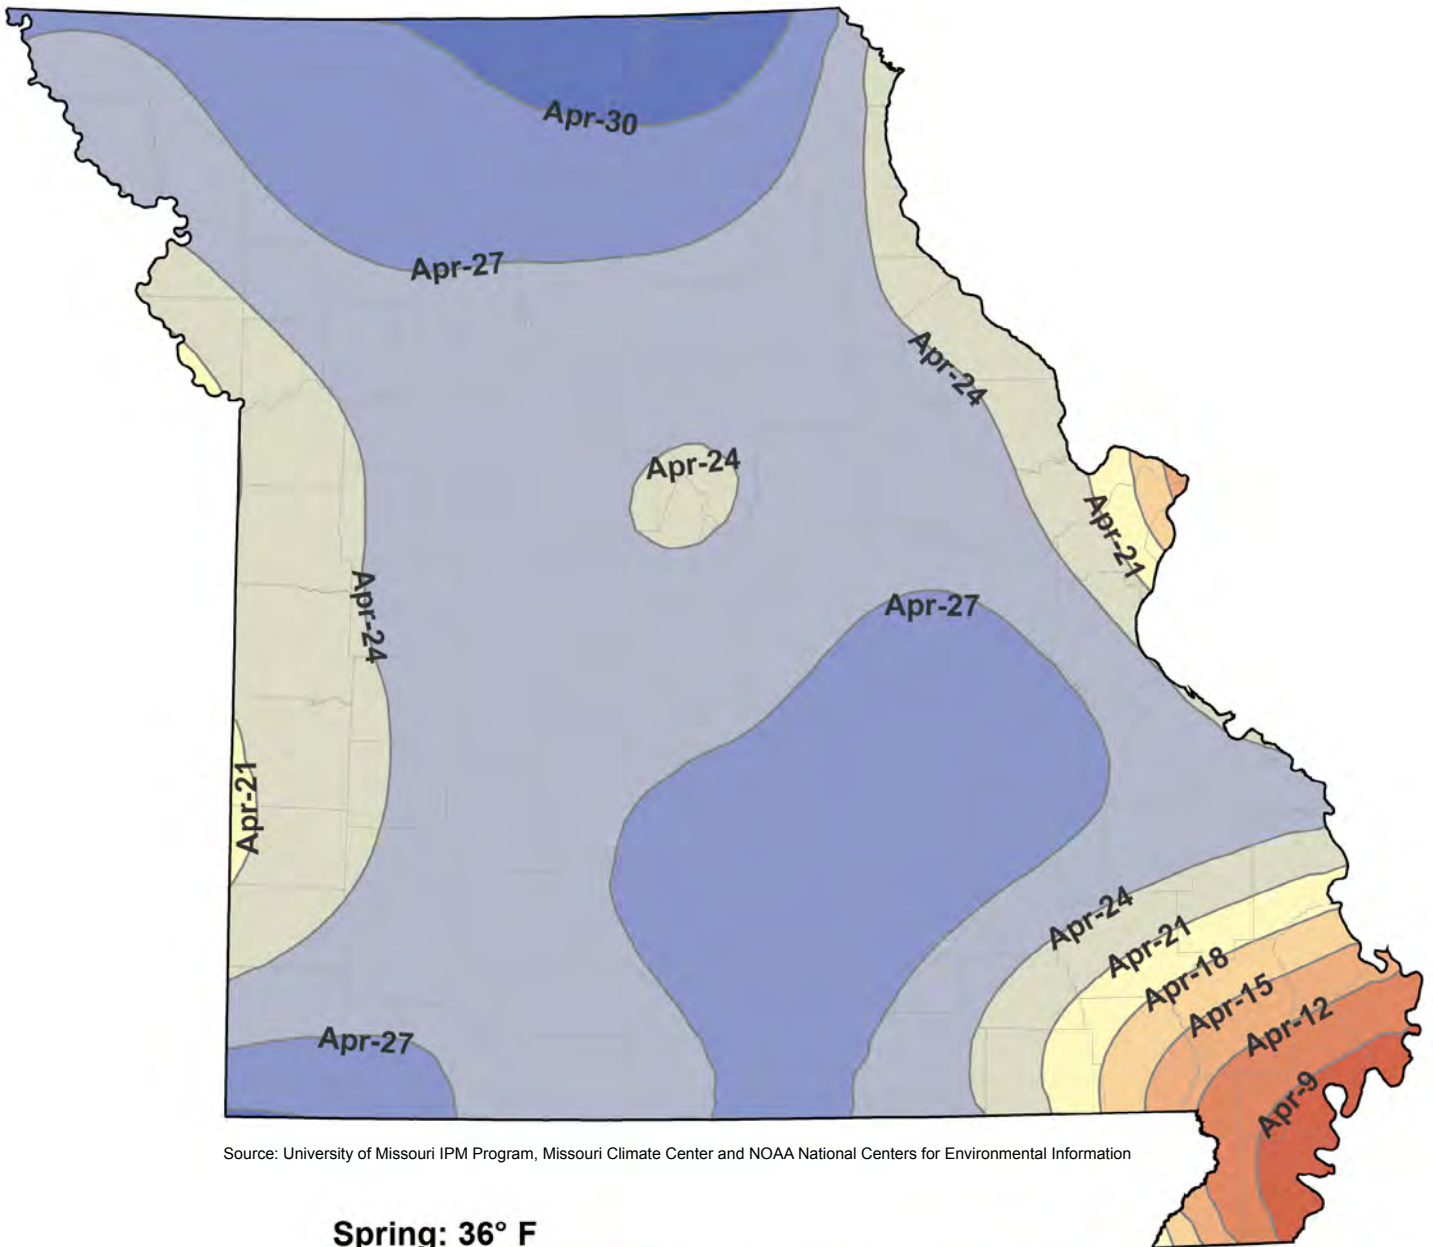 Apr-30
Apr-27
Apr-24
Apr-24
Apr-21
Apr-24
Apr-27
Apr-21
Apr-24
Apr-21
Apr-18
Apr-15
Apr-12
Apr-27
Apr-9
Source: University of Missouri IPM Program, Missouri Climate Center and NOAA National Centers for Environmental Information
Spring: 36° F